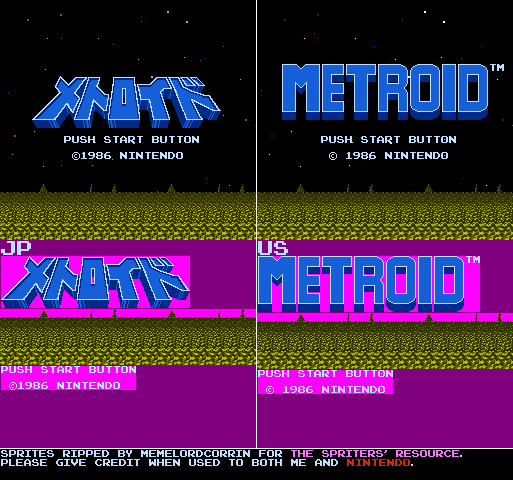 メトロイド
PUSH START BUTTON
©1986 NINTENDO
METROID™
PUSH START BUTTON
© 1986 NINTENDO
JP
メトロイド
PUSH START BUTTON
©1986 NINTENDO
US
METROID™
PUSH START BUTTON
© 1986 NINTENDO
SPRITES RIPPED BY MEMELORDCORRIN FOR THE SPRITERS' RESOURCE.
PLEASE GIVE CREDIT WHEN USED TO BOTH ME AND NINTENDO.